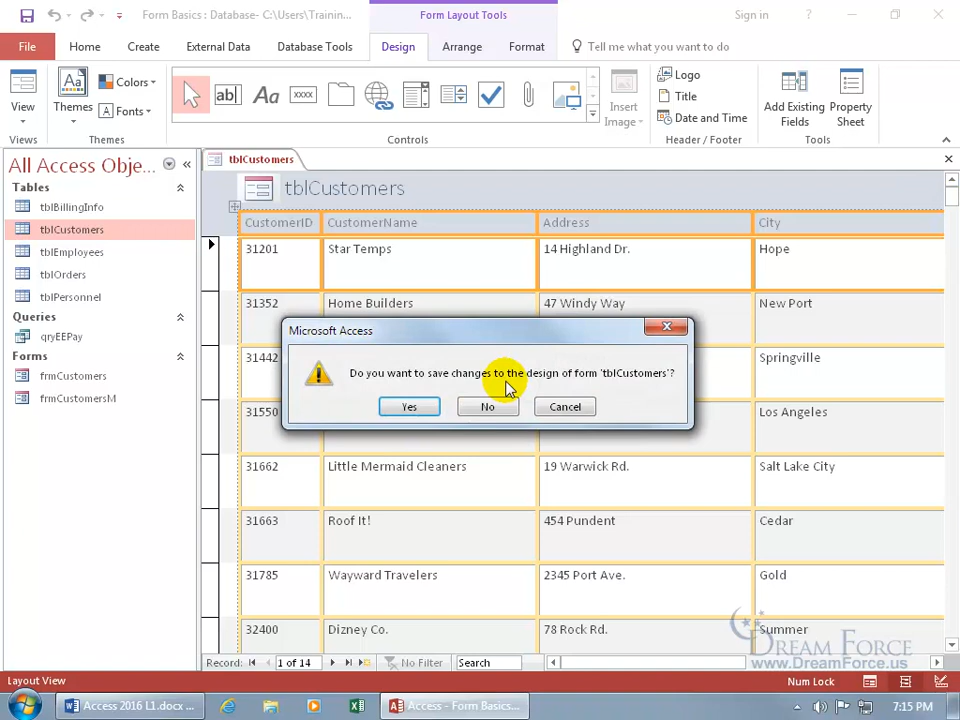 Form Basics : Database- C:\Users\Trainin...
Form Layout Tools
Sign in
?
File
Home
Create
External Data
Database Tools
Design
Arrange
Format
Tell me what you want to do
View
Views
Themes
Colors
Fonts
Themes
ab|
Aa
xxxx
Controls
Insert
Image
Logo
Title
Date and Time
Header / Footer
Add Existing
Fields
Property
Sheet
Tools
All Access Obje...
Tables
tblBillingInfo
tblCustomers
tblEmployees
tblOrders
tblPersonnel
Queries
qryEEPay
Forms
frmCustomers
frmCustomersM
tblCustomers
tblCustomers
CustomerID CustomerName Address City
31201 Star Temps 14 Highland Dr. Hope
31352 Home Builders 47 Windy Way New Port
31442 Springville
31550 Los Angeles
31662 Little Mermaid Cleaners 19 Warwick Rd. Salt Lake City
31663 Roof It! 454 Pundent Cedar
31785 Wayward Travelers 2345 Port Ave. Gold
32400 Dizney Co. 78 Rock Rd. Summer
Microsoft Access
Do you want to save changes to the design of form 'tblCustomers'?
Yes
No
Cancel
Record: 1 of 14 No Filter Search
DREAM FORCE
www.DreamForce.us
Layout View
Num Lock
Access 2016 L1.docx ...
Access - Form Basics...
7:15 PM